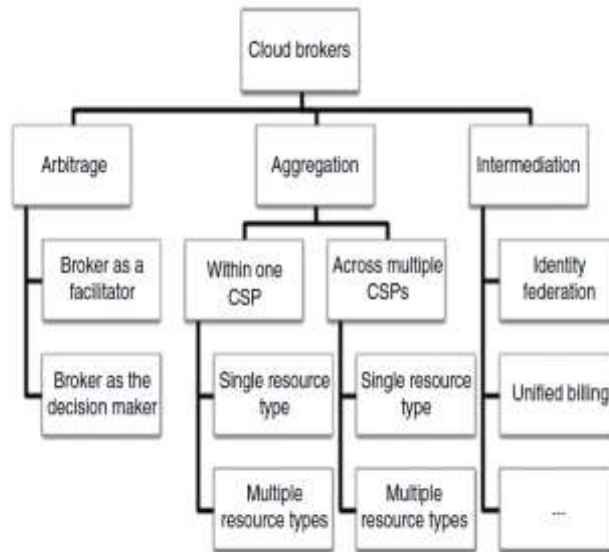 Cloud brokers
Arbitrage
Aggregation
Intermediation
Broker as a
facilitator
Within one
CSP
Across multiple
CSPs
Identity
federation
Broker as the
decision maker
Single resource
type
Single resource
type
Unified billing
Multiple
resource types
Multiple
resource types
...